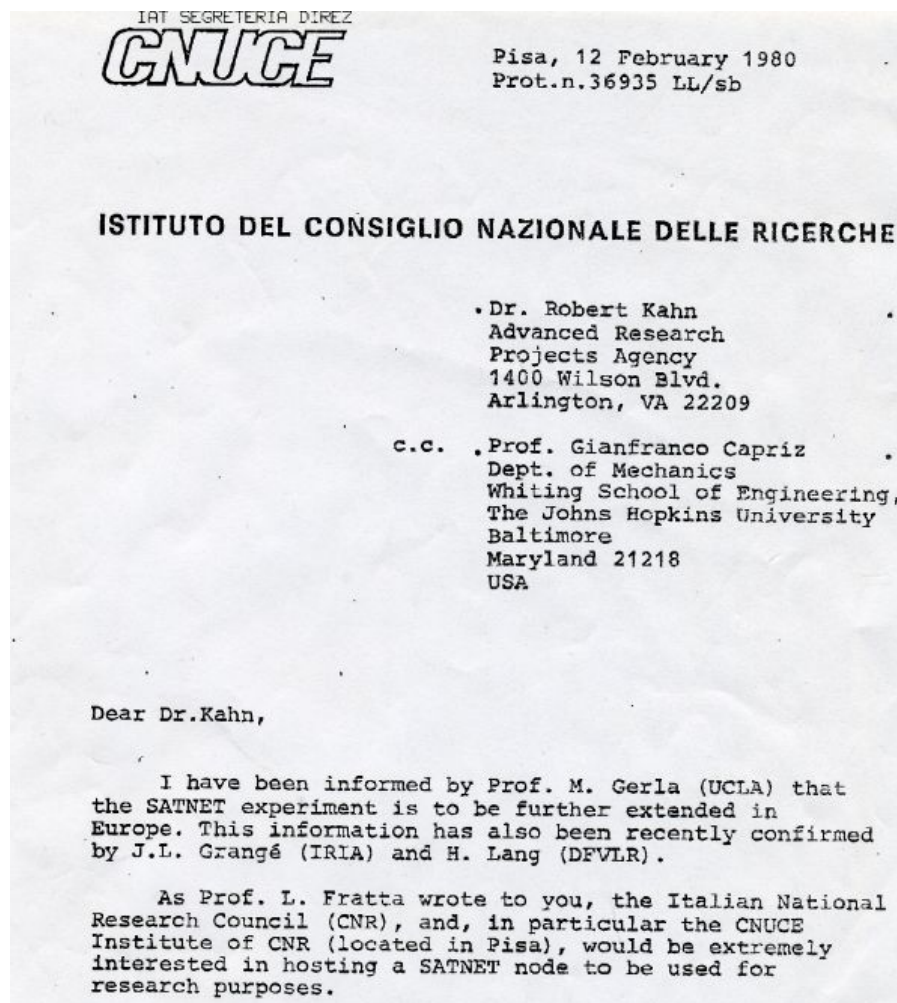 IAT SEGRETERIA DIREZ
CNUCE
Pisa, 12 February 1980
Prot.n.36935 LL/sb
ISTITUTO DEL CONSIGLIO NAZIONALE DELLE RICERCHE
Dr. Robert Kahn
Advanced Research
Projects Agency
1400 Wilson Blvd.
Arlington, VA 22209
c.c. Prof. Gianfranco Capriz
Dept. of Mechanics
Whiting School of Engineering,
The Johns Hopkins University
Baltimore
Maryland 21218
USA
Dear Dr.Kahn,
I have been informed by Prof. M. Gerla (UCLA) that
the SATNET experiment is to be further extended in
Europe. This information has also been recently confirmed
by J.L. Grangé (IRIA) and H. Lang (DFVLR).
As Prof. L. Fratta wrote to you, the Italian National
Research Council (CNR), and, in particular the CNUCE
Institute of CNR (located in Pisa), would be extremely
interested in hosting a SATNET node to be used for
research purposes.